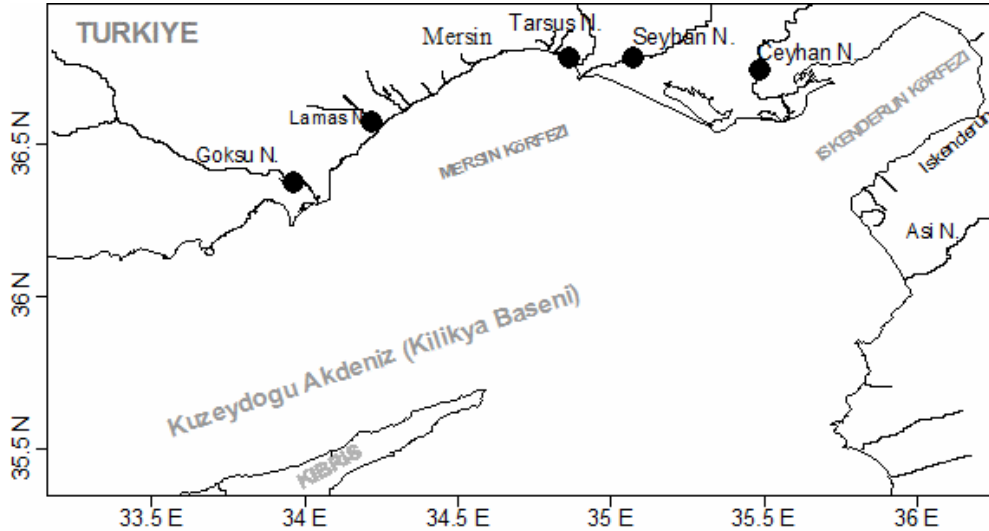 TURKIYE
Mersin
Tarsus N.
Seyhan N.
Ceyhan N.
Lamas N.
Goksu N.
MERSIN KöRFEZI
ISKENDERUN KöRFEZI
Iskenderun
Asi N.
Kuzeydogu Akdeniz (Kilikya Baseni)
KIBRIS
36.5 N
36 N
35.5 N
33.5 E
34 E
34.5 E
35 E
35.5 E
36 E